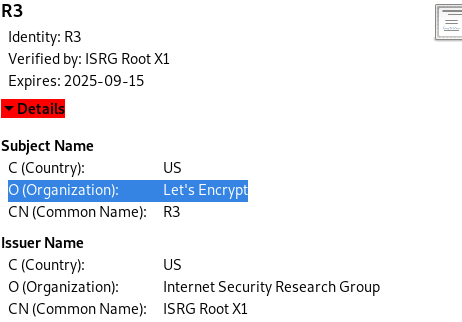 R3
Identity: R3
Verified by: ISRG Root X1
Expires: 2025-09-15
Details
Subject Name
C (Country): US
O (Organization): Let's Encrypt
CN (Common Name): R3
Issuer Name
C (Country): US
O (Organization): Internet Security Research Group
CN (Common Name): ISRG Root X1